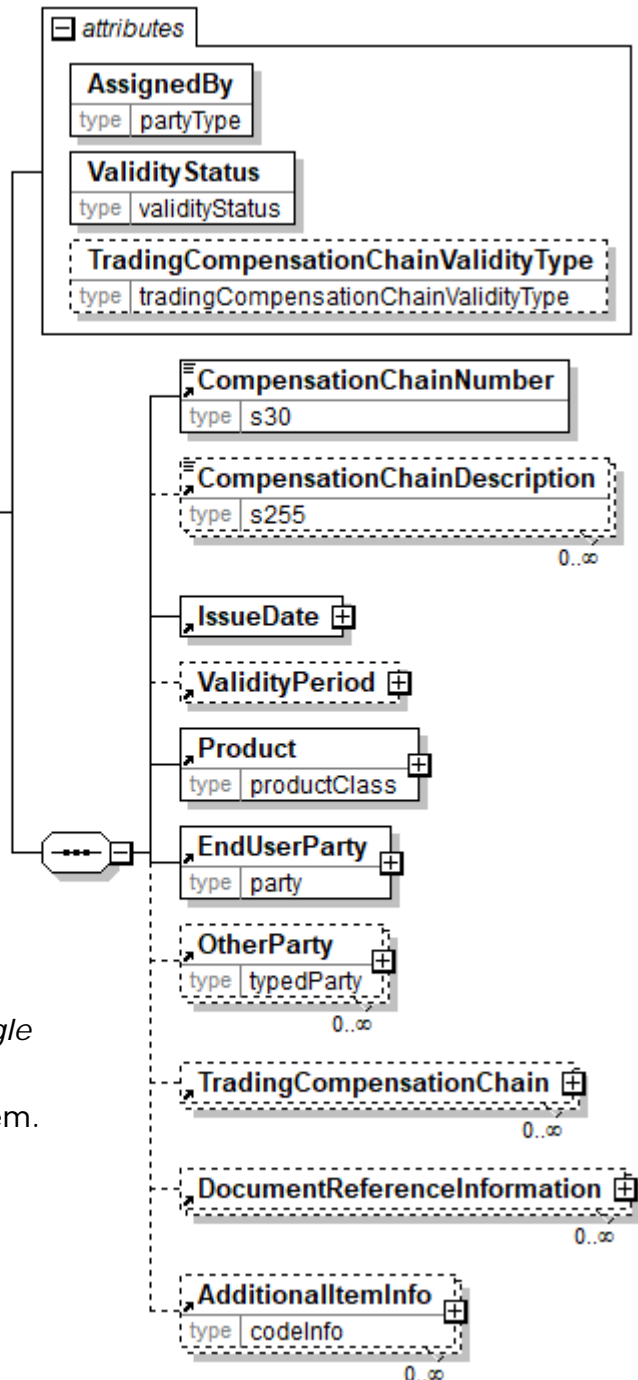 attributes
AssignedBy
type partyType
ValidityStatus
type validityStatus
TradingCompensationChainValidityType
type tradingCompensationChainValidityType
CompensationChainNumber
type s30
CompensationChainDescription
type s255
0..∞
IssueDate
ValidityPeriod
Product
type productClass
EndUserParty
type party
OtherParty
type typedParty
0..∞
gle
TradingCompensationChain
em.
0..∞
DocumentReferenceInformation
0..∞
AdditionalItemInfo
type codeInfo
0..∞